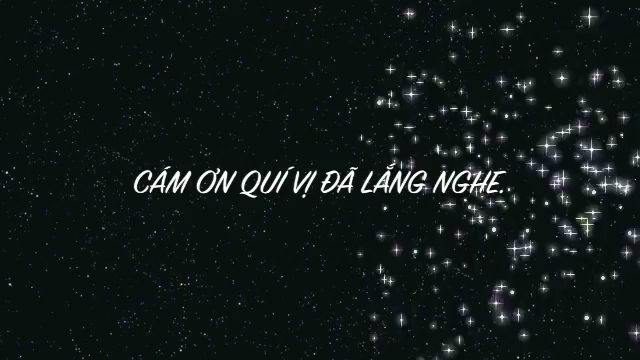 CÁM ƠN QUÍ VỊ ĐÃ LẮNG NGHE.